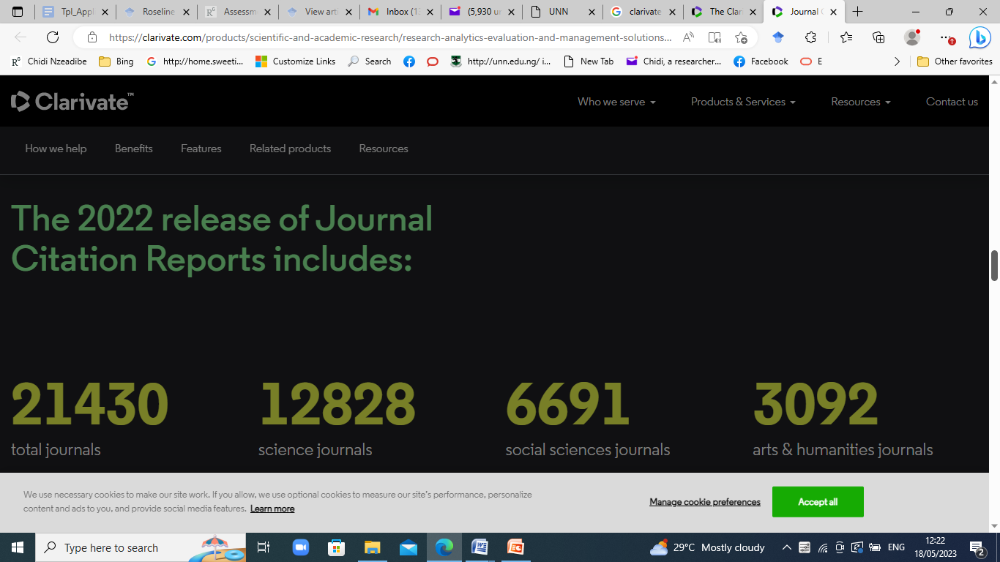 Tpl_Appl
Roseline
Assessm
View arti
Inbox (1
(5,930 un
UNN
clarivate
The Clar
Journal C
https://clarivate.com/products/scientific-and-academic-research/research-analytics-evaluation-and-management-solutions...
Chidi Nzeadibe
Bing
http://home.sweeti...
Customize Links
Search
http://unn.edu.ng/ i...
New Tab
Chidi, a researcher...
Facebook
E
Other favorites
Clarivate™
Who we serve
Products & Services
Resources
Contact us
How we help
Benefits
Features
Related products
Resources
The 2022 release of Journal
Citation Reports includes:
21430
12828
6691
3092
total journals
science journals
social sciences journals
arts & humanities journals
We use necessary cookies to make our site work. If you allow, we use optional cookies to measure our site's performance, personalize
content and ads to you, and provide social media features. Learn more
Manage cookie preferences
Accept all
Type here to search
29°C Mostly cloudy
ENG
12:22
18/05/2023
2